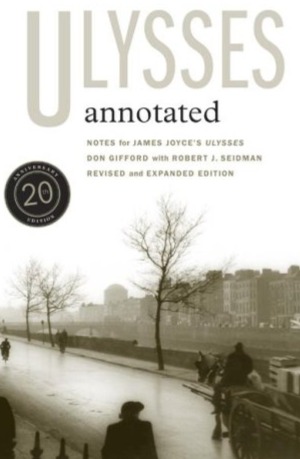 ULYSSES
annotated
NOTES for JAMES JOYCE'S ULYSSES
DON GIFFORD with ROBERT J. SEIDMAN
REVISED and EXPANDED EDITION
ANNIVERSARY
20th
EDITION